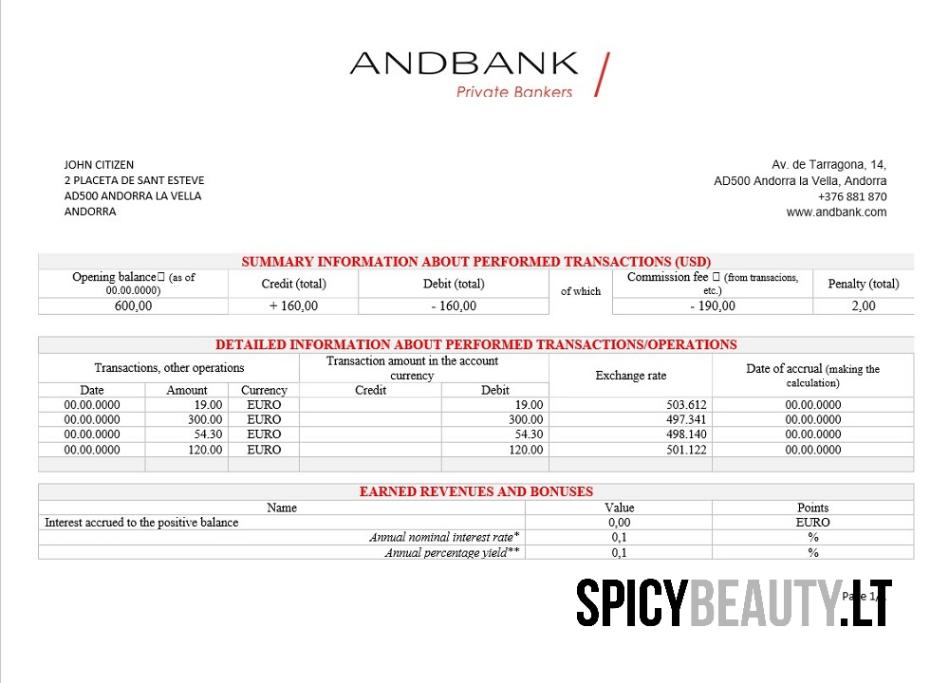 ANDBANK
Private Bankers
JOHN CITIZEN
2 PLACETA DE SANT ESTEVE
AD500 ANDORRA LA VELLA
ANDORRA
Av. de Tarragona, 14,
AD500 Andorra la Vella, Andorra
+376 881 870
www.andbank.com
SUMMARY INFORMATION ABOUT PERFORMED TRANSACTIONS (USD)
Opening balance (as of 00.00.0000) Credit (total) Debit (total) of which Commission fee (from transacions, etc.) Penalty (total)
600,00 + 160,00 - 160,00 - 190,00 2,00
DETAILED INFORMATION ABOUT PERFORMED TRANSACTIONS/OPERATIONS
Transactions, other operations Transaction amount in the account currency Exchange rate Date of accrual (making the calculation)
Date Amount Currency Credit Debit
00.00.0000 19.00 EURO 19.00 503.612 00.00.0000
00.00.0000 300.00 EURO 300.00 497.341 00.00.0000
00.00.0000 54.30 EURO 54.30 498.140 00.00.0000
00.00.0000 120.00 EURO 120.00 501.122 00.00.0000
EARNED REVENUES AND BONUSES
Name Value Points
Interest accrued to the positive balance 0,00 EURO
Annual nominal interest rate* 0,1 %
Annual percentage yield** 0,1 %
SPICYBEAUTY.LT